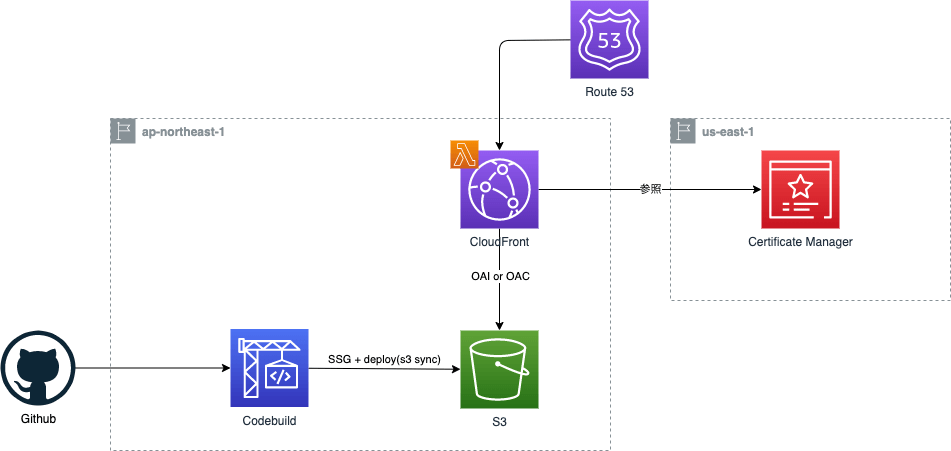 53
Route 53
ap-northeast-1
us-east-1
参照
CloudFront
Certificate Manager
OAI or OAC
SSG + deploy(s3 sync)
Github
Codebuild
S3